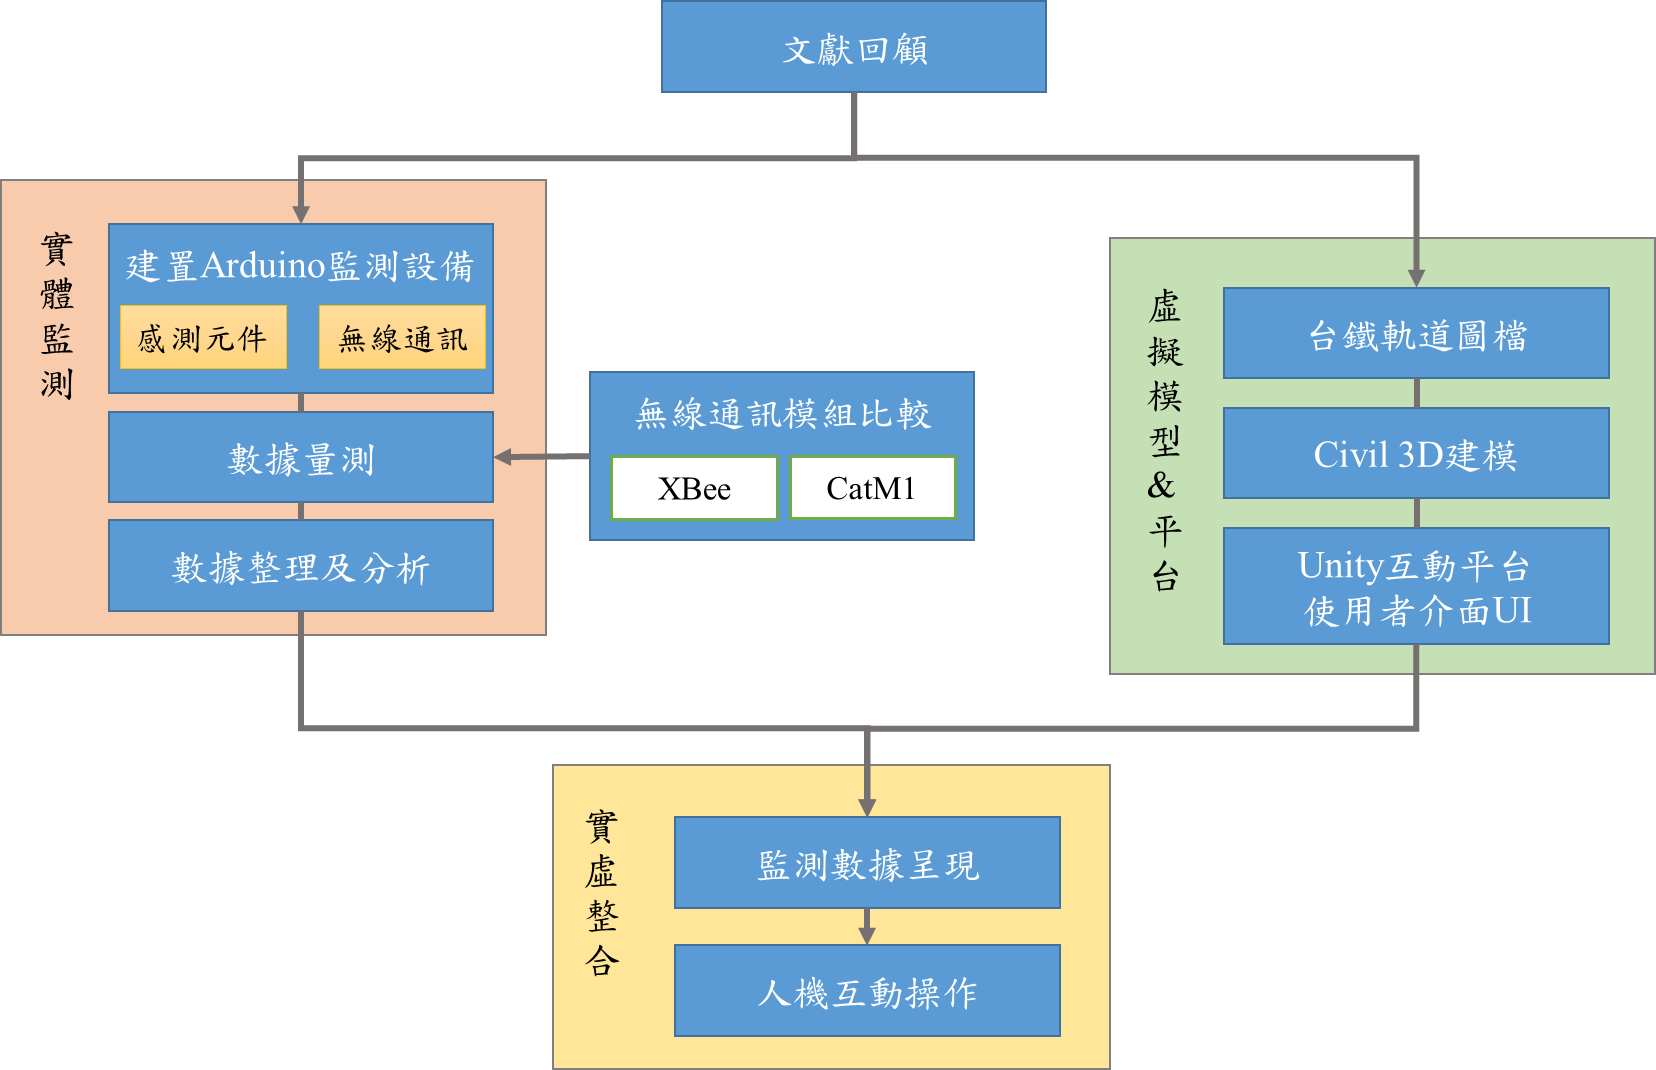 文獻回顧
實體監測
建置Arduino監測設備
感測元件
無線通訊
數據量測
數據整理及分析
無線通訊模組比較
XBee
CatM1
虛擬模型&平台
台鐵軌道圖檔
Civil 3D建模
Unity互動平台
使用者介面UI
實虛整合
監測數據呈現
人機互動操作